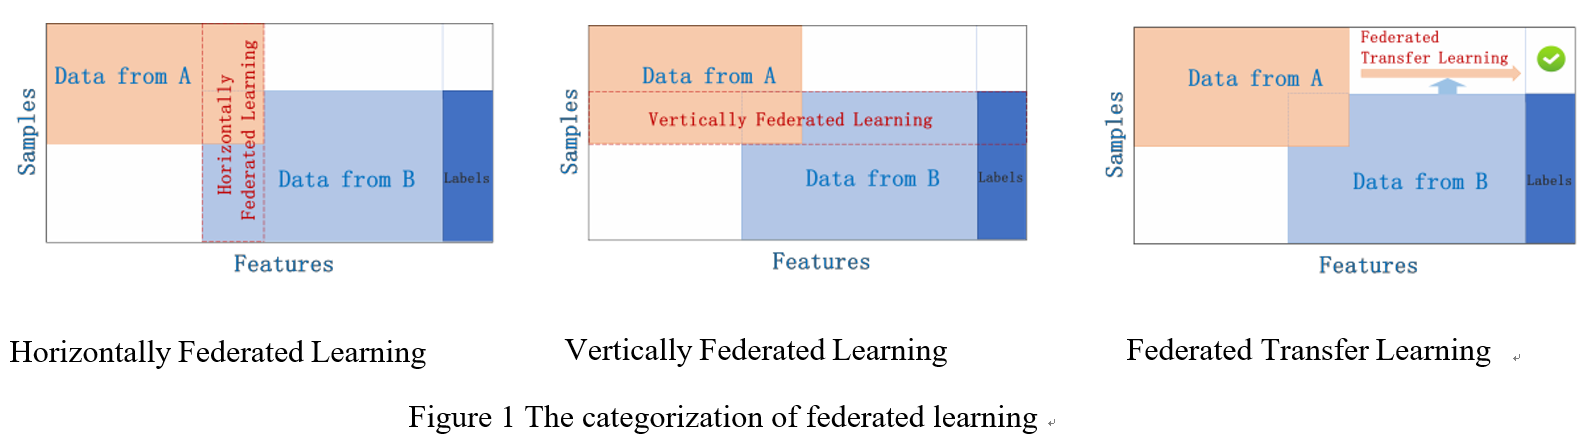 Samples
Data from A
Horizontally
Federated Learning
Data from B
Labels
Features
Samples
Data from A
Vertically Federated Learning
Data from B
Labels
Features
Samples
Data from A
Federated
Transfer Learning
Data from B
Labels
Features
Horizontally Federated Learning
Vertically Federated Learning
Federated Transfer Learning
Figure 1 The categorization of federated learning